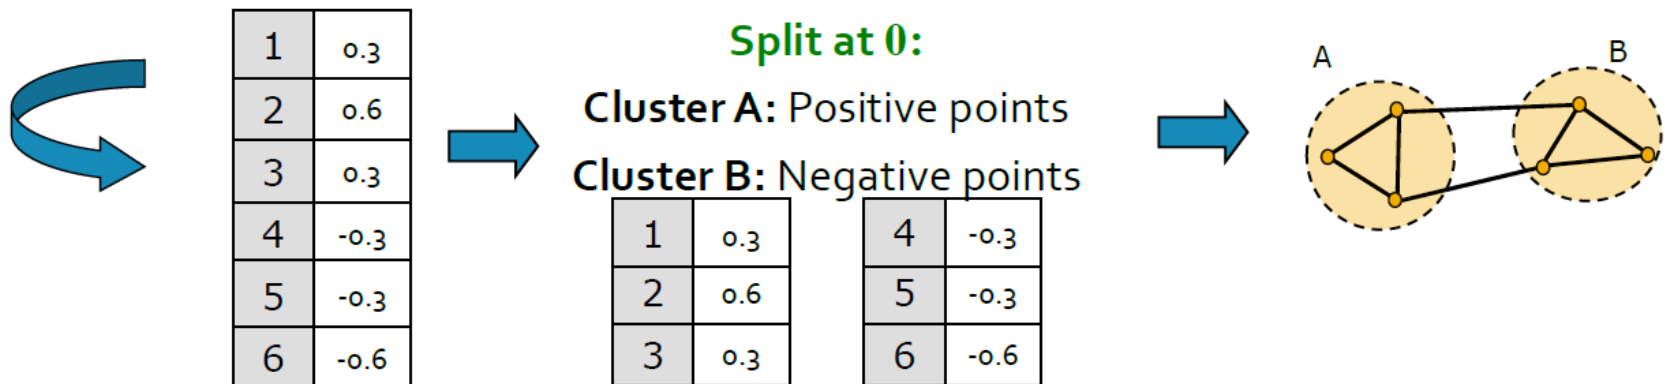 1 0.3
2 0.6
3 0.3
4 -0.3
5 -0.3
6 -0.6
Split at 0:
Cluster A: Positive points
Cluster B: Negative points
1 0.3
2 0.6
3 0.3
4 -0.3
5 -0.3
6 -0.6
A
B